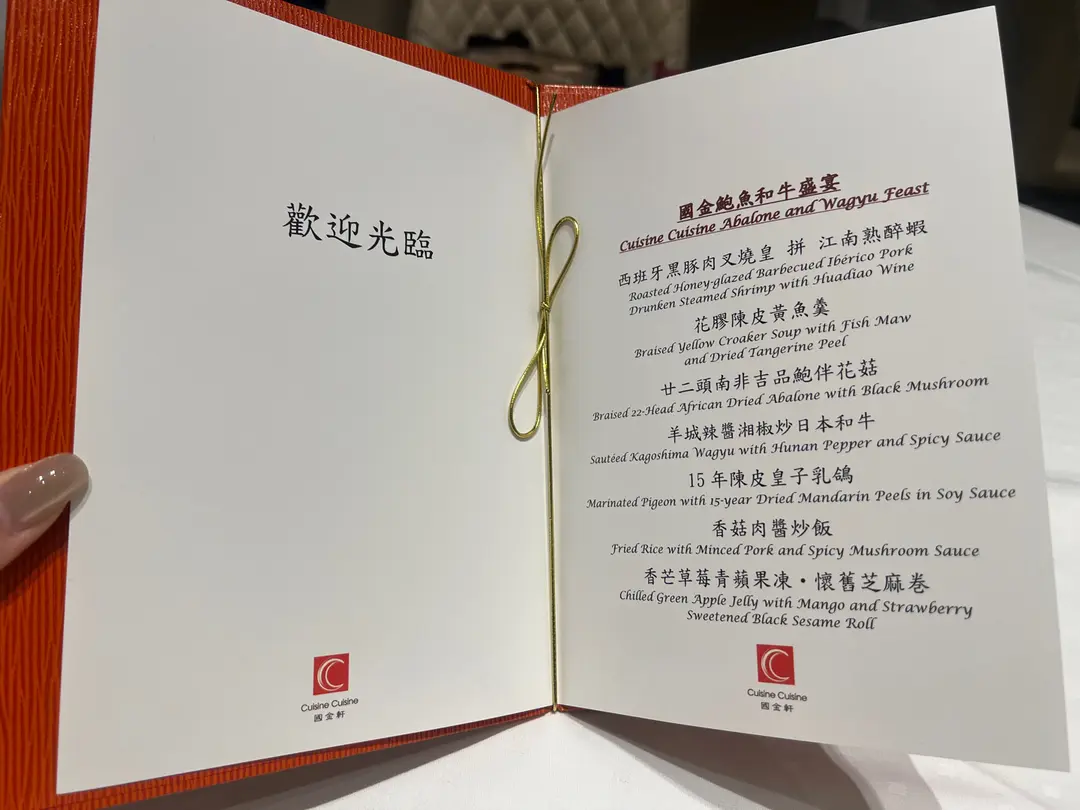 歡迎光臨
Cuisine Cuisine
國金軒
國金鮑魚和牛盛宴
Cuisine Cuisine Abalone and Wagyu Feast
西班牙黑豚肉叉燒皇 拼 江南熟醉蝦
Roasted Honey-glazed Barbecued Ibérico Pork
Drunken Steamed Shrimp with Huadiao Wine
花膠陳皮黃魚羹
Braised Yellow Croaker Soup with Fish Maw
and Dried Tangerine Peel
廿二頭南非吉品鮑伴花菇
Braised 22-Head African Dried Abalone with Black Mushroom
羊城辣醬湘椒炒日本和牛
Sautéed Kagoshima Wagyu with Hunan Pepper and Spicy Sauce
15 年陳皮皇子乳鴿
Marinated Pigeon with 15-year Dried Mandarin Peels in Soy Sauce
香菇肉醬炒飯
Fried Rice with Minced Pork and Spicy Mushroom Sauce
香芒草莓青蘋果凍・懷舊芝麻卷
Chilled Green Apple Jelly with Mango and Strawberry
Sweetened Black Sesame Roll
Cuisine Cuisine
國金軒